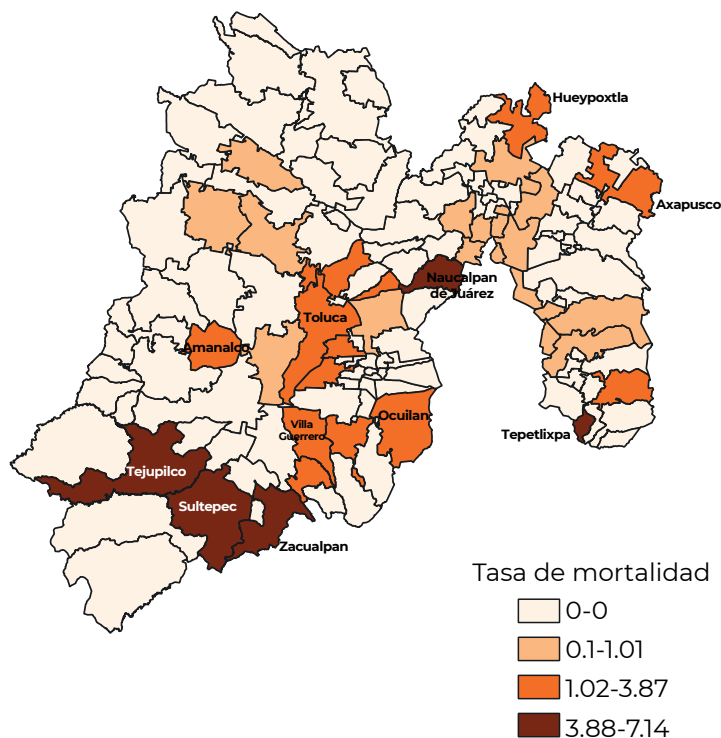 Hueypoxtla
Axapusco
Naucalpan
de Juárez
Toluca
Amanalco
Villa
Guerrero
Ocuilan
Tepetlixpa
Tejupilco
Sultepec
Zacualpan
Tasa de mortalidad
0-0
0.1-1.01
1.02-3.87
3.88-7.14